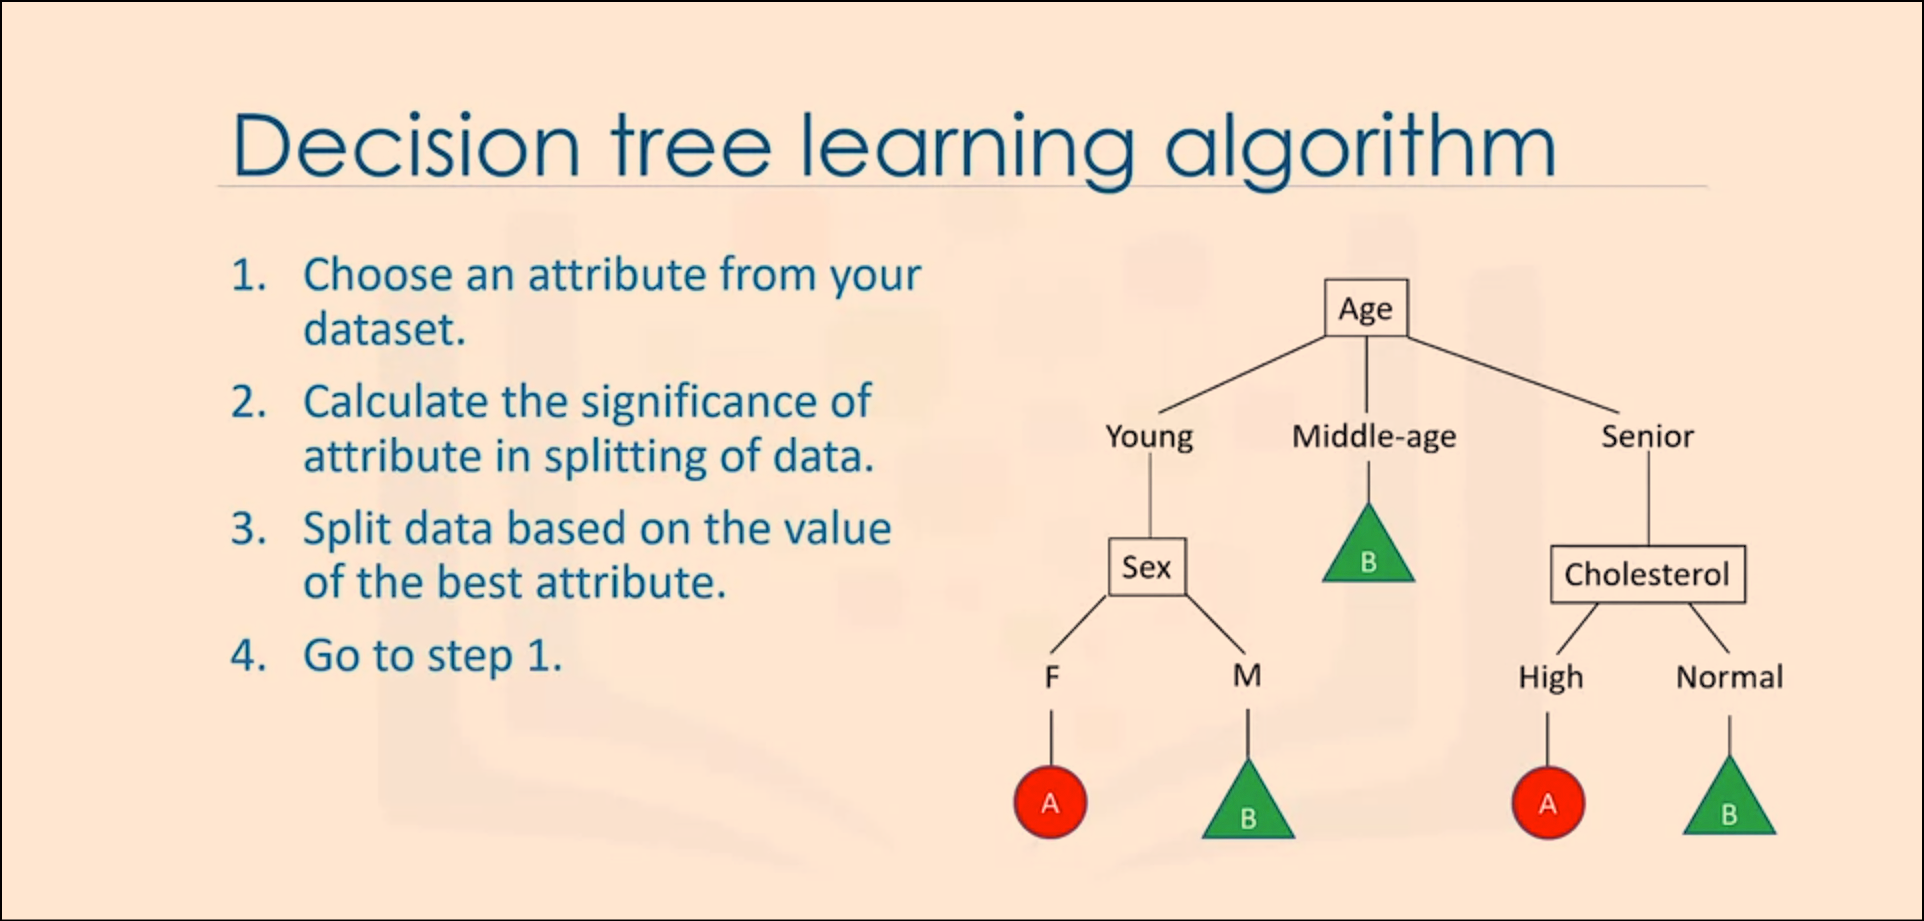 Decision tree learning algorithm
1. Choose an attribute from your
dataset.
2. Calculate the significance of
attribute in splitting of data.
3. Split data based on the value
of the best attribute.
4. Go to step 1.
Age
Young Middle-age Senior
B
Sex Cholesterol
F M High Normal
A B A B